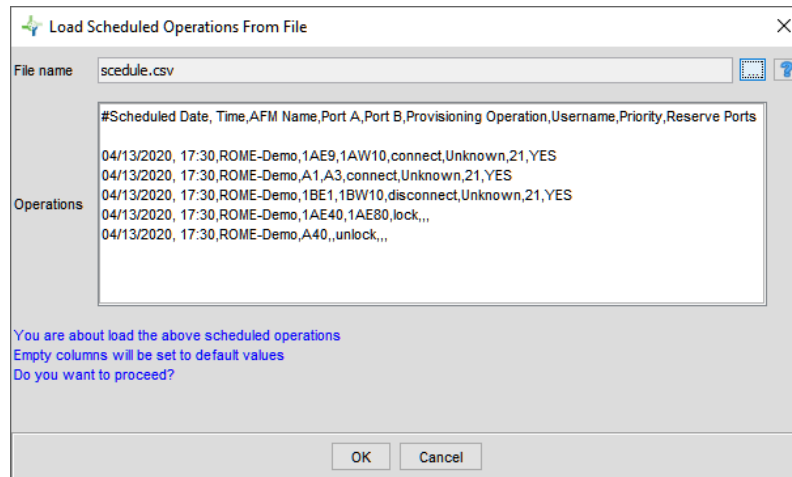 Load Scheduled Operations From File
File name
scedule.csv
...
?
#Scheduled Date, Time,AFM Name,Port A,Port B,Provisioning Operation,Username,Priority,Reserve Ports
04/13/2020, 17:30,ROME-Demo,1AE9,1AW10,connect,Unknown,21,YES
04/13/2020, 17:30,ROME-Demo,A1,A3,connect,Unknown,21,YES
04/13/2020, 17:30,ROME-Demo,1BE1,1BW10,disconnect,Unknown,21,YES
Operations
04/13/2020, 17:30,ROME-Demo,1AE40,1AE80,lock,,,
04/13/2020, 17:30,ROME-Demo,A40,,unlock,,,
You are about load the above scheduled operations
Empty columns will be set to default values
Do you want to proceed?
OK
Cancel